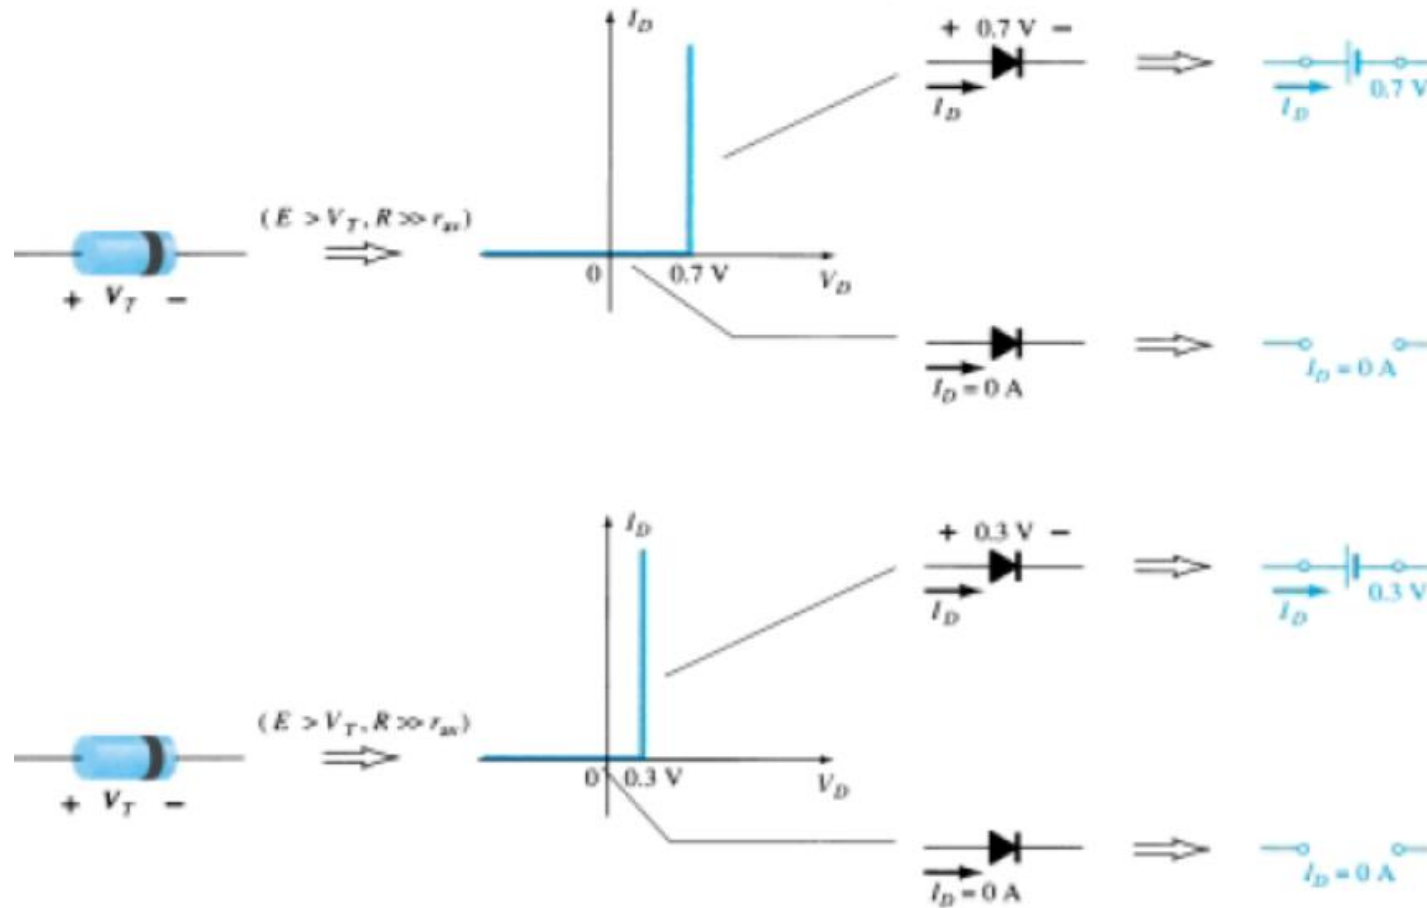 I_D
+ 0.7 V −
I_D
0.7 V
I_D
(E > V_T, R >> r_av)
+ V_T −
0
0.7 V
V_D
I_D = 0 A
I_D = 0 A
I_D
+ 0.3 V −
I_D
0.3 V
I_D
(E > V_T, R >> r_av)
+ V_T −
0
0.3 V
V_D
I_D = 0 A
I_D = 0 A